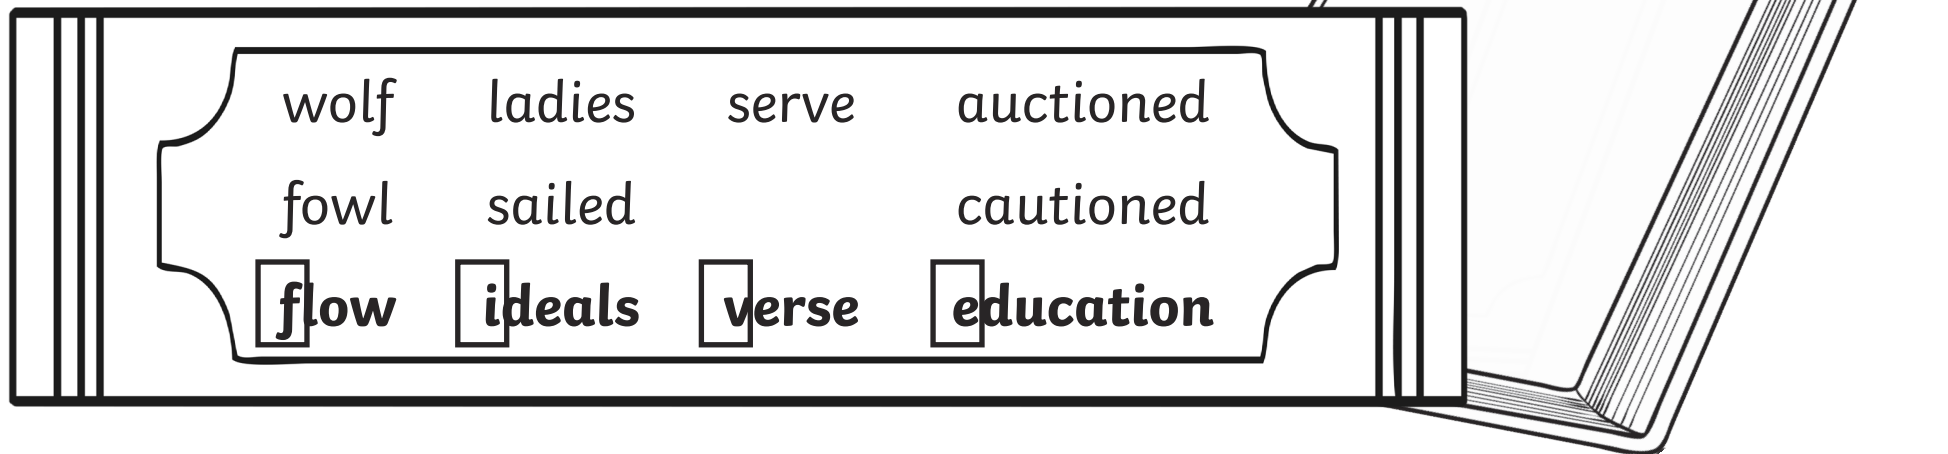 wolf ladies serve auctioned
fowl sailed cautioned
flow ideals verse education